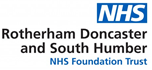 NHS
Rotherham Doncaster
and South Humber
NHS Foundation Trust